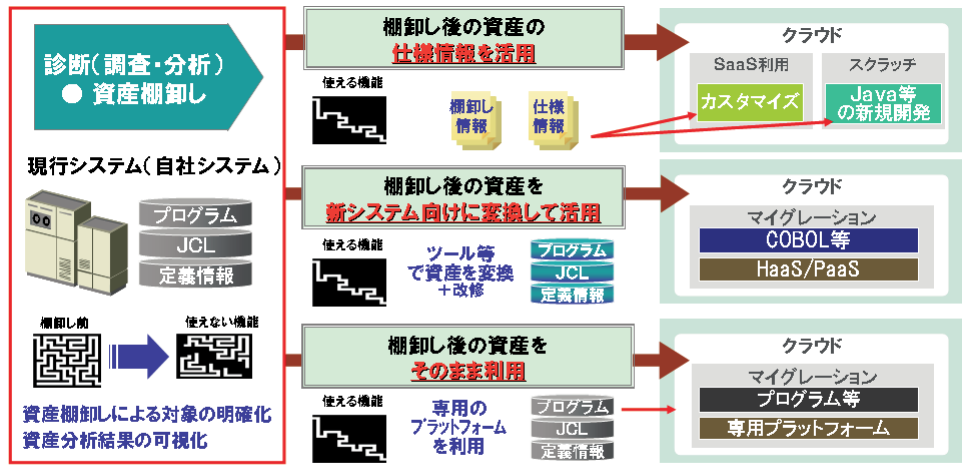 診断(調査・分析)
● 資産棚卸し
現行システム(自社システム)
プログラム
JCL
定義情報
棚卸し前
使えない機能
資産棚卸しによる対象の明確化
資産分析結果の可視化
棚卸し後の資産の
仕様情報を活用
使える機能
棚卸し
情報
仕様
情報
クラウド
SaaS利用
カスタマイズ
スクラッチ
Java等
の新規開発
棚卸し後の資産を
新システム向けに変換して活用
使える機能
ツール等
で資産を変換
+改修
プログラム
JCL
定義情報
クラウド
マイグレーション
COBOL等
HaaS/PaaS
棚卸し後の資産を
そのまま利用
使える機能
専用の
プラットフォーム
を利用
プログラム
JCL
定義情報
クラウド
マイグレーション
プログラム等
専用プラットフォーム